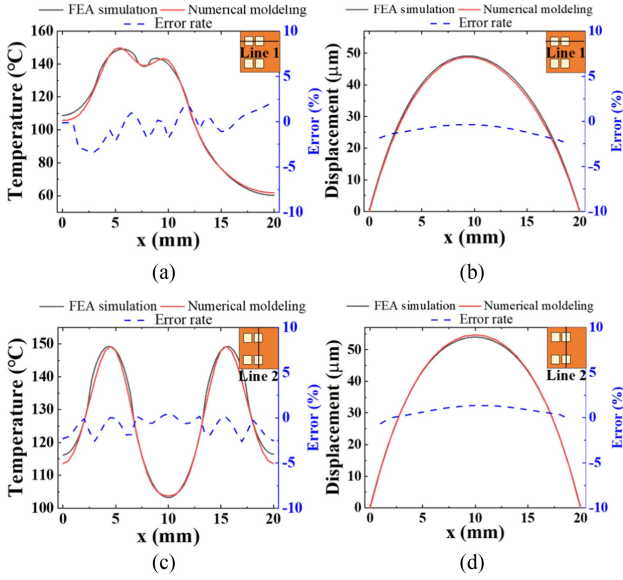 FEA simulation Numerical moldeling
Error rate
160
140
120
100
80
60
Temperature (°C)
10
5
0
-5
-10
Error (%)
Line 1
0 5 10 15 20
x (mm)
(a)
FEA simulation Numerical moldeling
Error rate
60
50
40
30
20
10
0
Displacement (μm)
10
5
0
-5
-10
Error (%)
Line 1
0 5 10 15 20
x (mm)
(b)
FEA simulation Numerical moldeling
Error rate
150
140
130
120
110
100
Temperature (°C)
10
5
0
-5
-10
Error (%)
Line 2
0 5 10 15 20
x (mm)
(c)
FEA simulation Numerical moldeling
Error rate
50
40
30
20
10
0
Displacement (μm)
10
5
0
-5
-10
Error (%)
Line 2
0 5 10 15 20
x (mm)
(d)